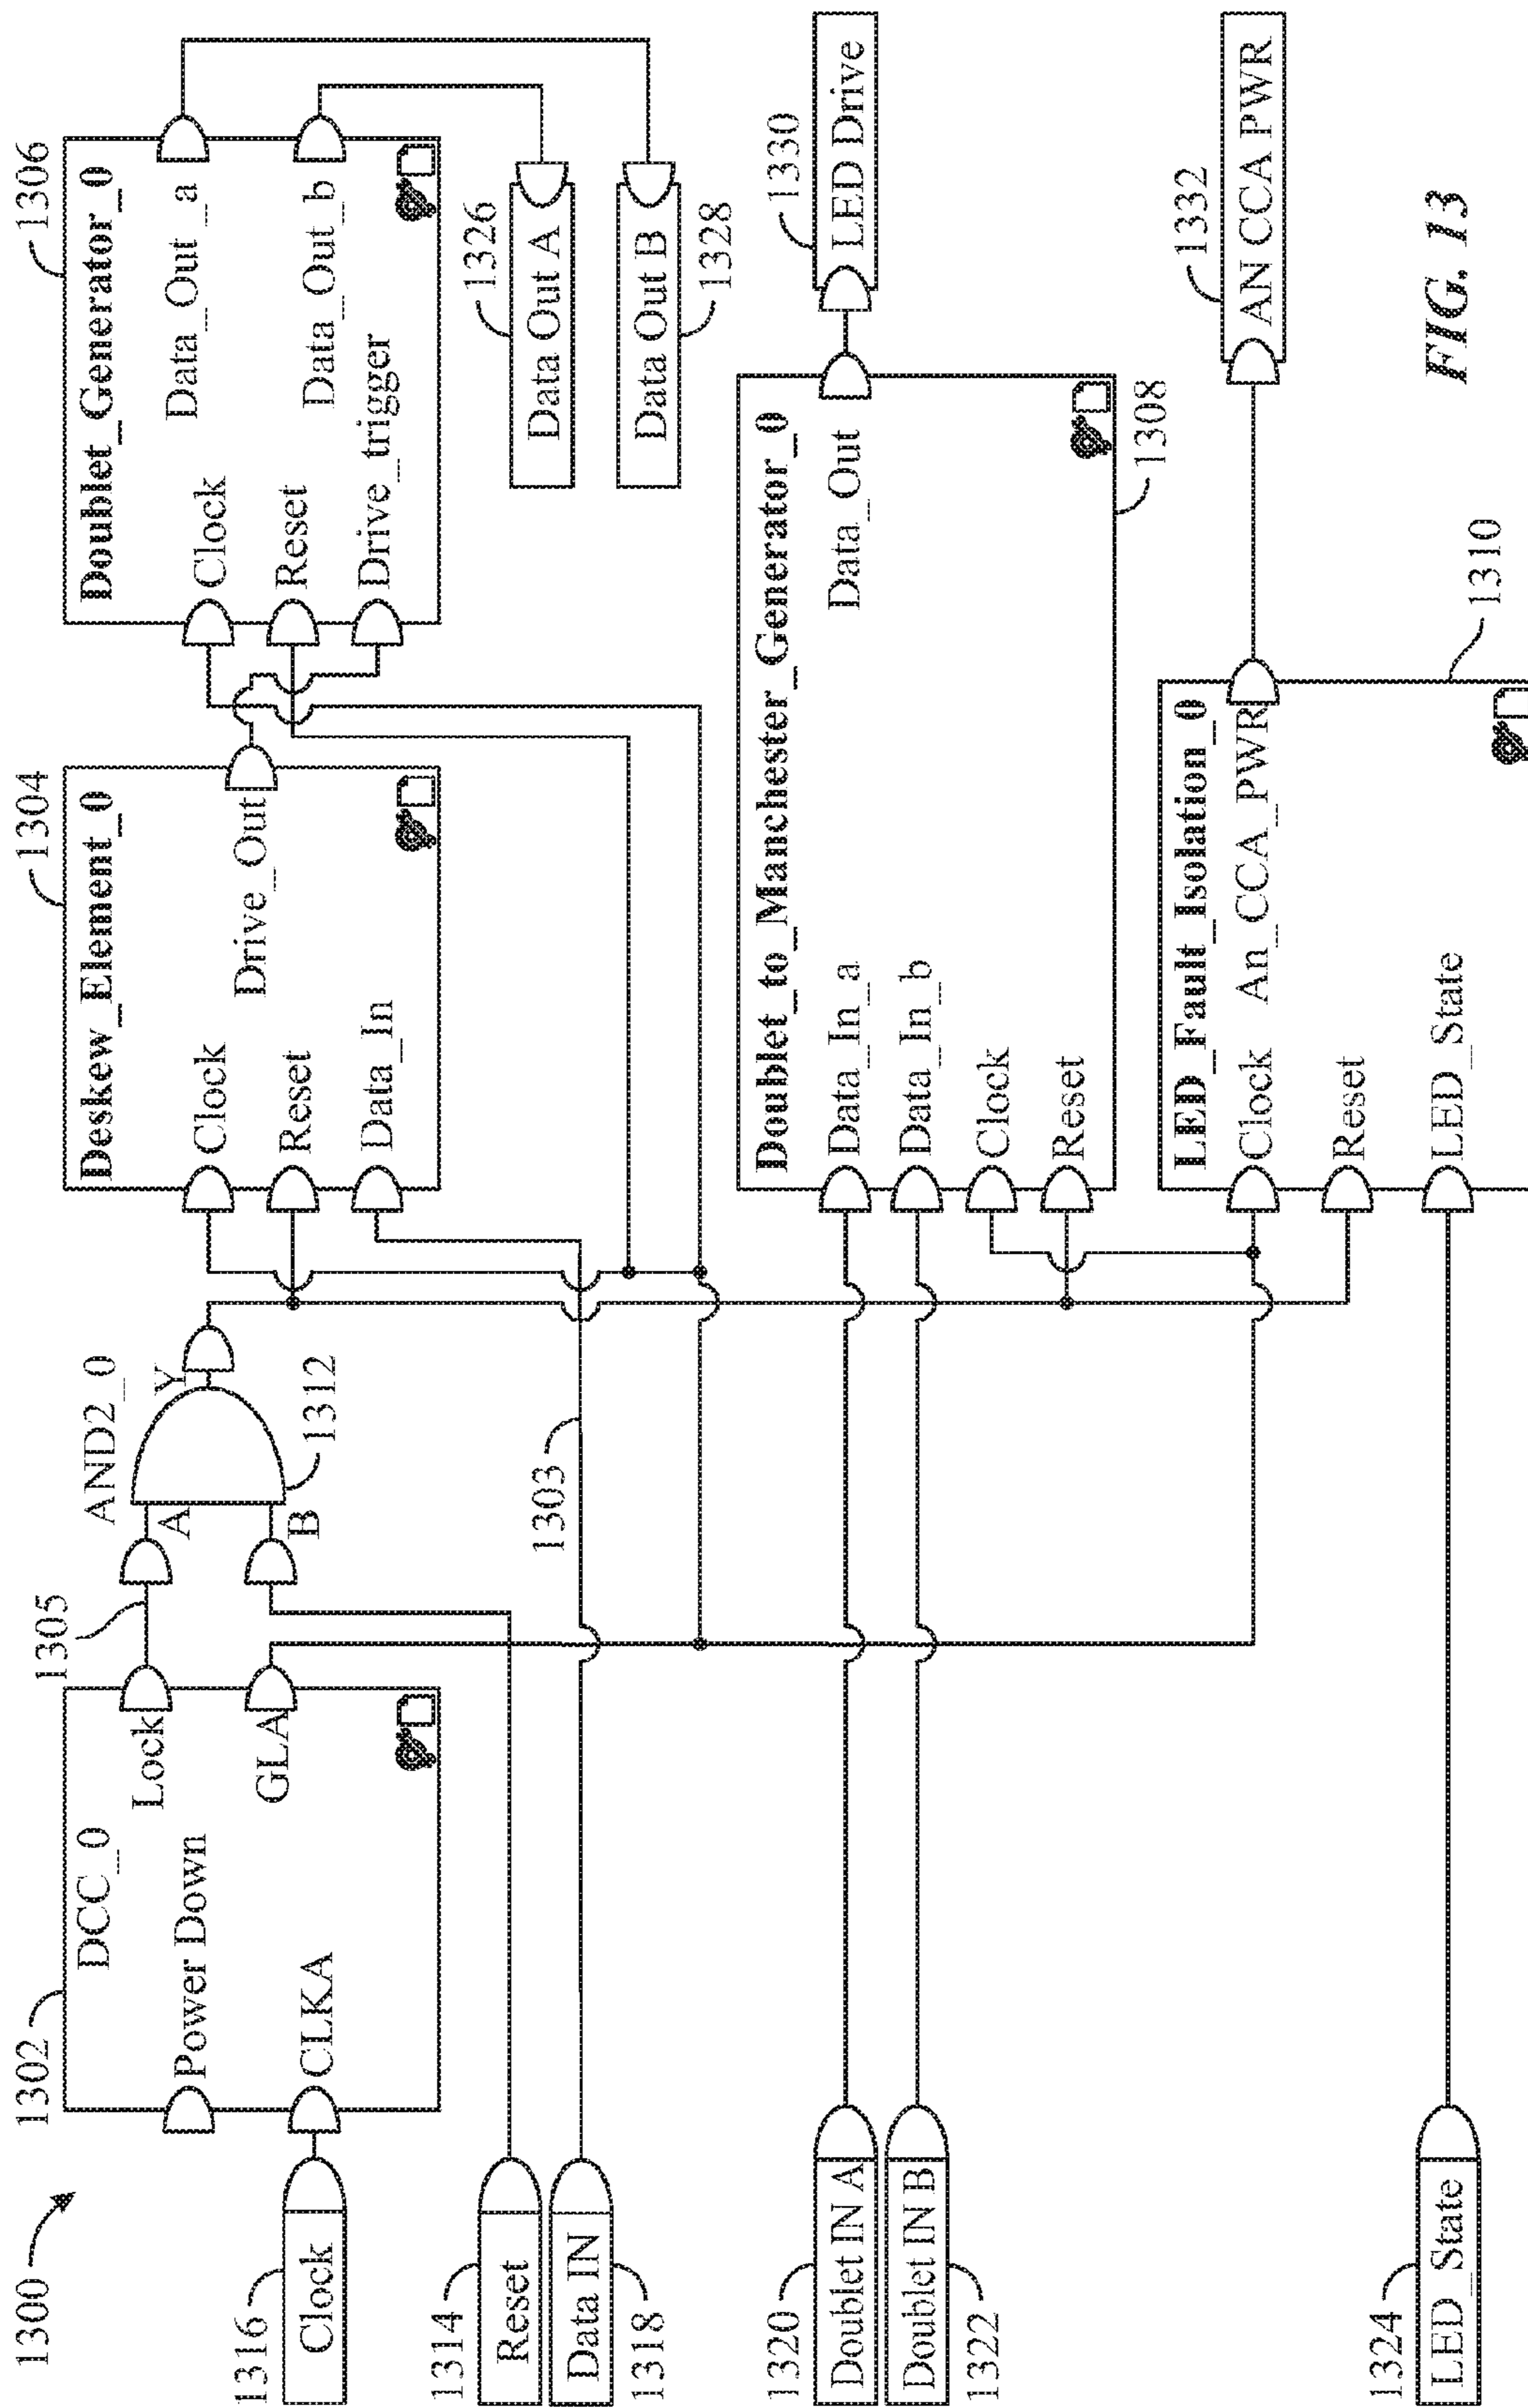 1300
1302
DCC_0
Power Down
CLKA
Lock
GLA
1316
Clock
1314
Reset
Data IN
1318
1305
AND2_0
A
B
Y
1312
1303
1304
Deskew_Element_0
Clock
Reset
Data_In
Drive_Out
1306
Doublet_Generator_0
Clock
Reset
Drive_trigger
Data_Out_a
Data_Out_b
1326
Data Out A
Data Out B
1328
1320
Doublet IN A
Doublet IN B
1322
Doublet_to_Manchester_Generator_0
Data_In_a
Data_In_b
Clock
Reset
Data_Out
1308
1330
LED Drive
1324
LED_State
LED_Fault_Isolation_0
Clock An_CCA_PWR
Reset
LED_State
1310
1332
AN CCA PWR
FIG. 13